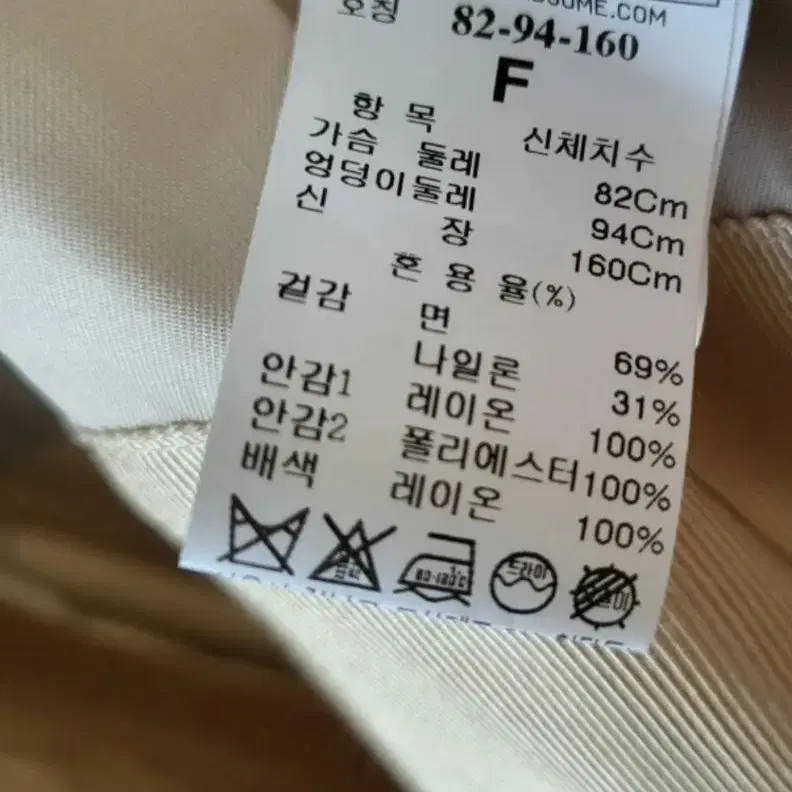 OME.COM
호칭 82-94-160
F
항 목 신체치수
가슴 둘레 82Cm
엉덩이둘레 94Cm
신 장 160Cm
혼 용 율(%)
겉감 면 69%
나일론 31%
안감1 레이온 100%
안감2 폴리에스터100%
배색 레이온 100%
드라이